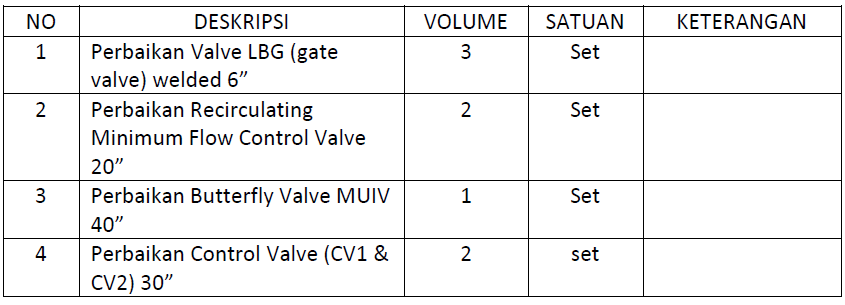 NO DESKRIPSI VOLUME SATUAN KETERANGAN
1 Perbaikan Valve LBG (gate 3 Set
valve) welded 6”
2 Perbaikan Recirculating 2 Set
Minimum Flow Control Valve
20”
3 Perbaikan Butterfly Valve MUIV 1 Set
40”
4 Perbaikan Control Valve (CV1 & 2 set
CV2) 30”